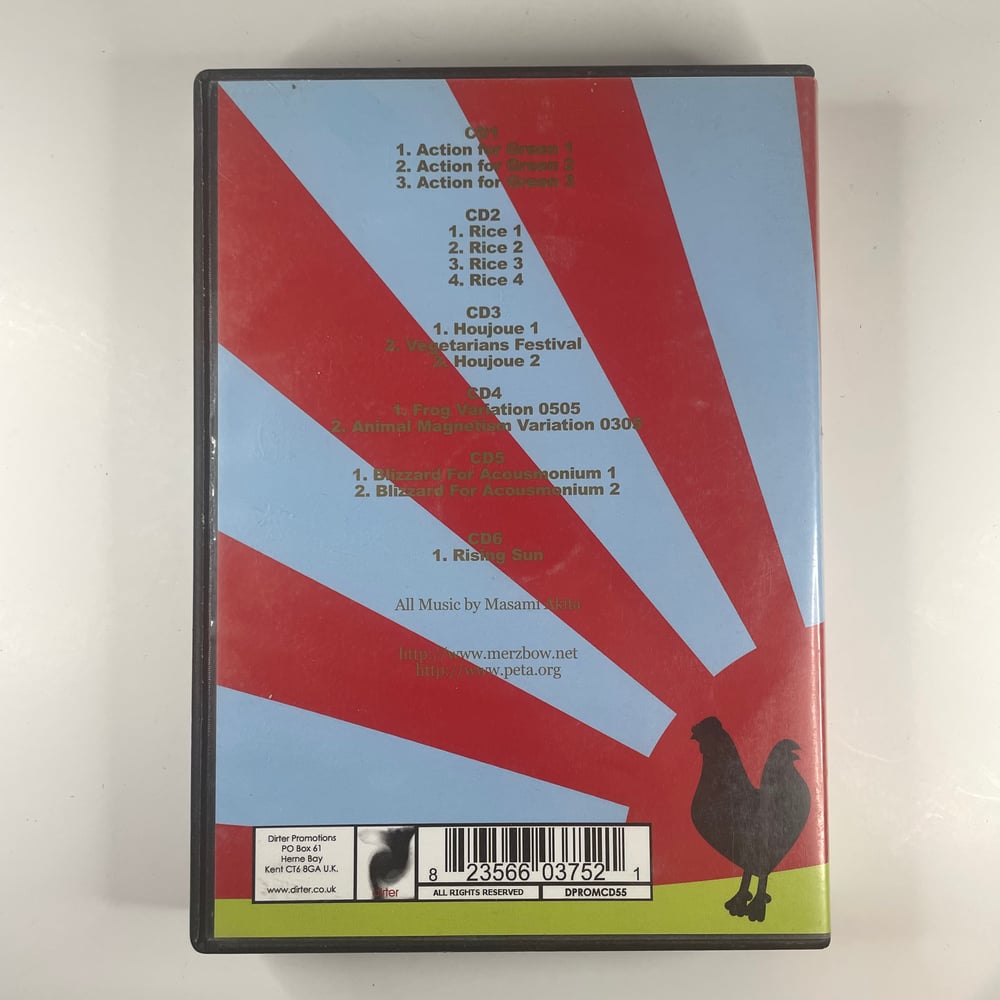 CD1
1. Action for Green 1
2. Action for Green 2
3. Action for Green 3
CD2
1. Rice 1
2. Rice 2
3. Rice 3
4. Rice 4
CD3
1. Houjoue 1
2. Vegetarians Festival
3. Houjoue 2
CD4
1. Frog Variation 0505
2. Animal Magnetism Variation 0305
CD5
1. Blizzard For Acousmonium 1
2. Blizzard For Acousmonium 2
CD6
1. Rising Sun
All Music by Masami Akita
http://www.merzbow.net
http://www.peta.org
Dirter Promotions
PO Box 61
Herne Bay
Kent CT6 8GA U.K.
www.dirter.co.uk
dirter
8 23566 03752 1
ALL RIGHTS RESERVED
DPROMCD55